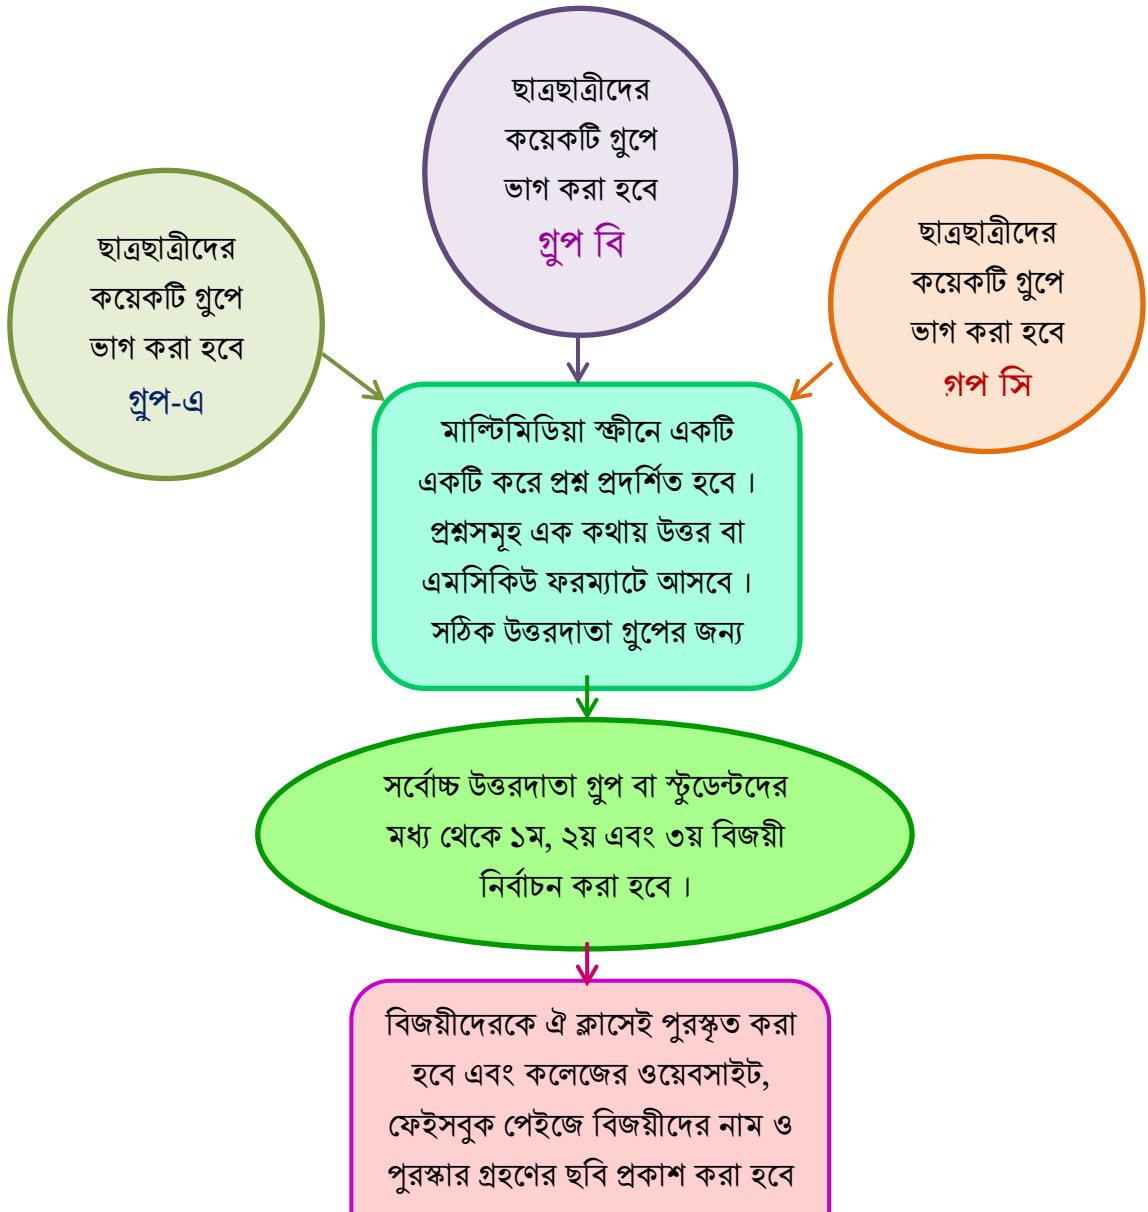 ছাত্রছাত্রীদের
কয়েকটি গ্রুপে
ভাগ করা হবে
গ্রুপ-এ
ছাত্রছাত্রীদের
কয়েকটি গ্রুপে
ভাগ করা হবে
গ্রুপ বি
ছাত্রছাত্রীদের
কয়েকটি গ্রুপে
ভাগ করা হবে
গ্রুপ সি
মাল্টিমিডিয়া স্ক্রীনে একটি
একটি করে প্রশ্ন প্রদর্শিত হবে ।
প্রশ্নসমূহ এক কথায় উত্তর বা
এমসিকিউ ফরম্যাটে আসবে ।
সঠিক উত্তরদাতা গ্রুপের জন্য
সর্বোচ্চ উত্তরদাতা গ্রুপ বা স্টুডেন্টদের
মধ্য থেকে ১ম, ২য় এবং ৩য় বিজয়ী
নির্বাচন করা হবে ।
বিজয়ীদেরকে ঐ ক্লাসেই পুরস্কৃত করা
হবে এবং কলেজের ওয়েবসাইট,
ফেইসবুক পেইজে বিজয়ীদের নাম ও
পুরস্কার গ্রহণের ছবি প্রকাশ করা হবে